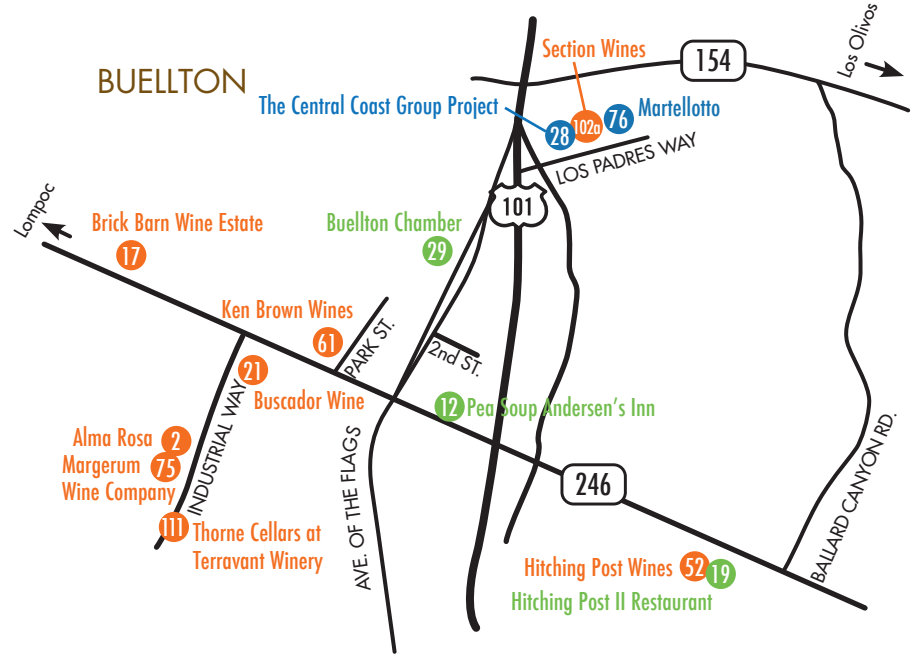 BUELLTON
Section Wines
154
Los Olivos
The Central Coast Group Project
28
102a
76
Martellotto
LOS PADRES WAY
101
Lompoc
Brick Barn Wine Estate
17
Buellton Chamber
29
Ken Brown Wines
61
PARK ST.
2nd ST.
21
Buscador Wine
12
Pea Soup Andersen's Inn
INDUSTRIAL WAY
Alma Rosa
2
Margerum
Wine Company
75
111
Thorne Cellars at
Terravant Winery
AVE. OF THE FLAGS
246
BALLARD CANYON RD.
Hitching Post Wines
52
19
Hitching Post II Restaurant